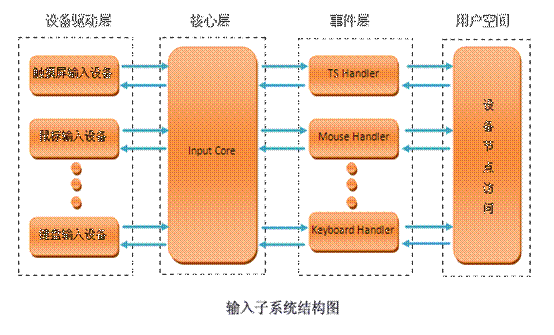 设备驱动层 核心层 事件层 用户空间
触摸屏输入设备 TS Handler
鼠标输入设备 Input Core Mouse Handler 设备节点访问
键盘输入设备 Keyboard Handler
输入子系统结构图